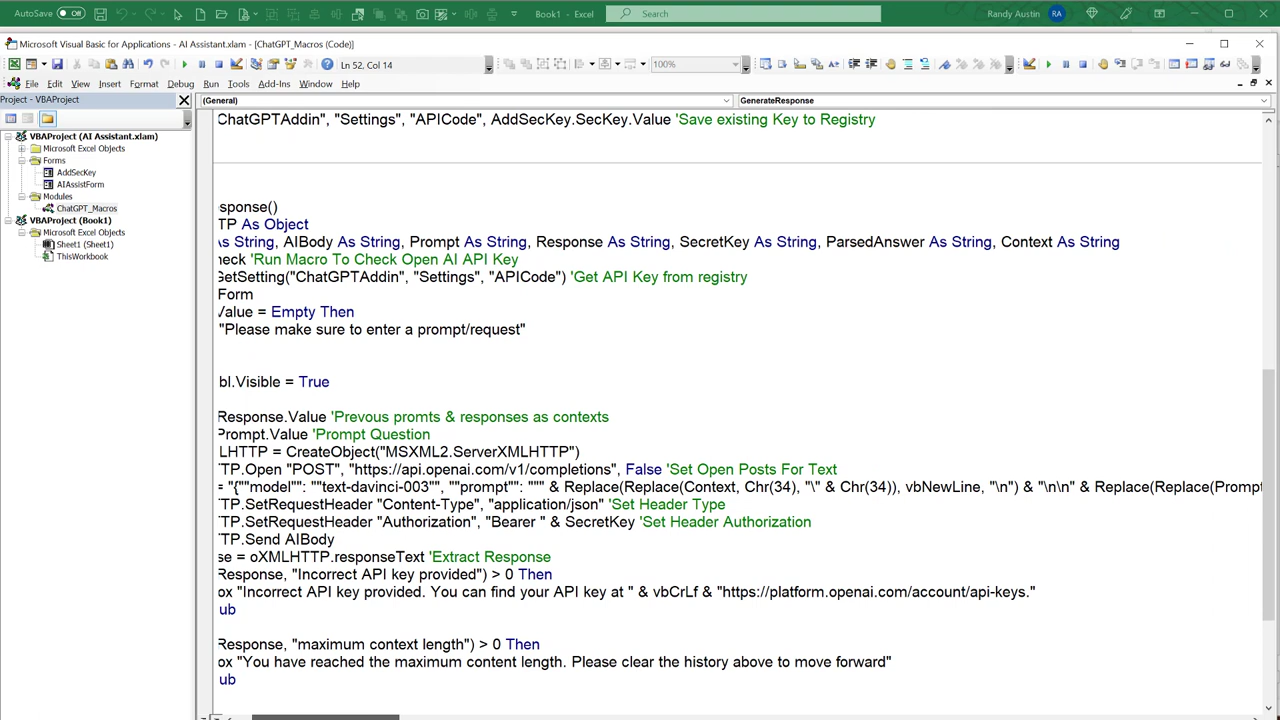 AutoSave Off Book1 - Excel Search Randy Austin RA
Microsoft Visual Basic for Applications - AI Assistant.xlam - [ChatGPT_Macros (Code)]
Ln 52, Col 14 100%
File Edit View Insert Format Debug Run Tools Add-Ins Window Help
Project - VBAProject
(General) GenerateResponse
VBAProject (AI Assistant.xlam)
Microsoft Excel Objects
Forms
AddSecKey
AIAssistForm
Modules
ChatGPT_Macros
VBAProject (Book1)
Microsoft Excel Objects
Sheet1 (Sheet1)
ThisWorkbook
ChatGPTAddin", "Settings", "APICode", AddSecKey.SecKey.Value 'Save existing Key to Registry
sponse()
TP As Object
As String, AIBody As String, Prompt As String, Response As String, SecretKey As String, ParsedAnswer As String, Context As String
heck 'Run Macro To Check Open AI API Key
GetSetting("ChatGPTAddin", "Settings", "APICode") 'Get API Key from registry
Form
Value = Empty Then
"Please make sure to enter a prompt/request"
bl.Visible = True
Response.Value 'Prevous promts & responses as contexts
Prompt.Value 'Prompt Question
LHTTP = CreateObject("MSXML2.ServerXMLHTTP")
TP.Open "POST", "https://api.openai.com/v1/completions", False 'Set Open Posts For Text
= "{""model"": ""text-davinci-003"", ""prompt"": """ & Replace(Replace(Context, Chr(34), "\" & Chr(34)), vbNewLine, "\n") & "\n\n" & Replace(Replace(Prompt
TP.SetRequestHeader "Content-Type", "application/json" 'Set Header Type
TP.SetRequestHeader "Authorization", "Bearer " & SecretKey 'Set Header Authorization
TP.Send AIBody
se = oXMLHTTP.responseText 'Extract Response
Response, "Incorrect API key provided") > 0 Then
ox "Incorrect API key provided. You can find your API key at " & vbCrLf & "https://platform.openai.com/account/api-keys."
ub
Response, "maximum context length") > 0 Then
ox "You have reached the maximum content length. Please clear the history above to move forward"
ub